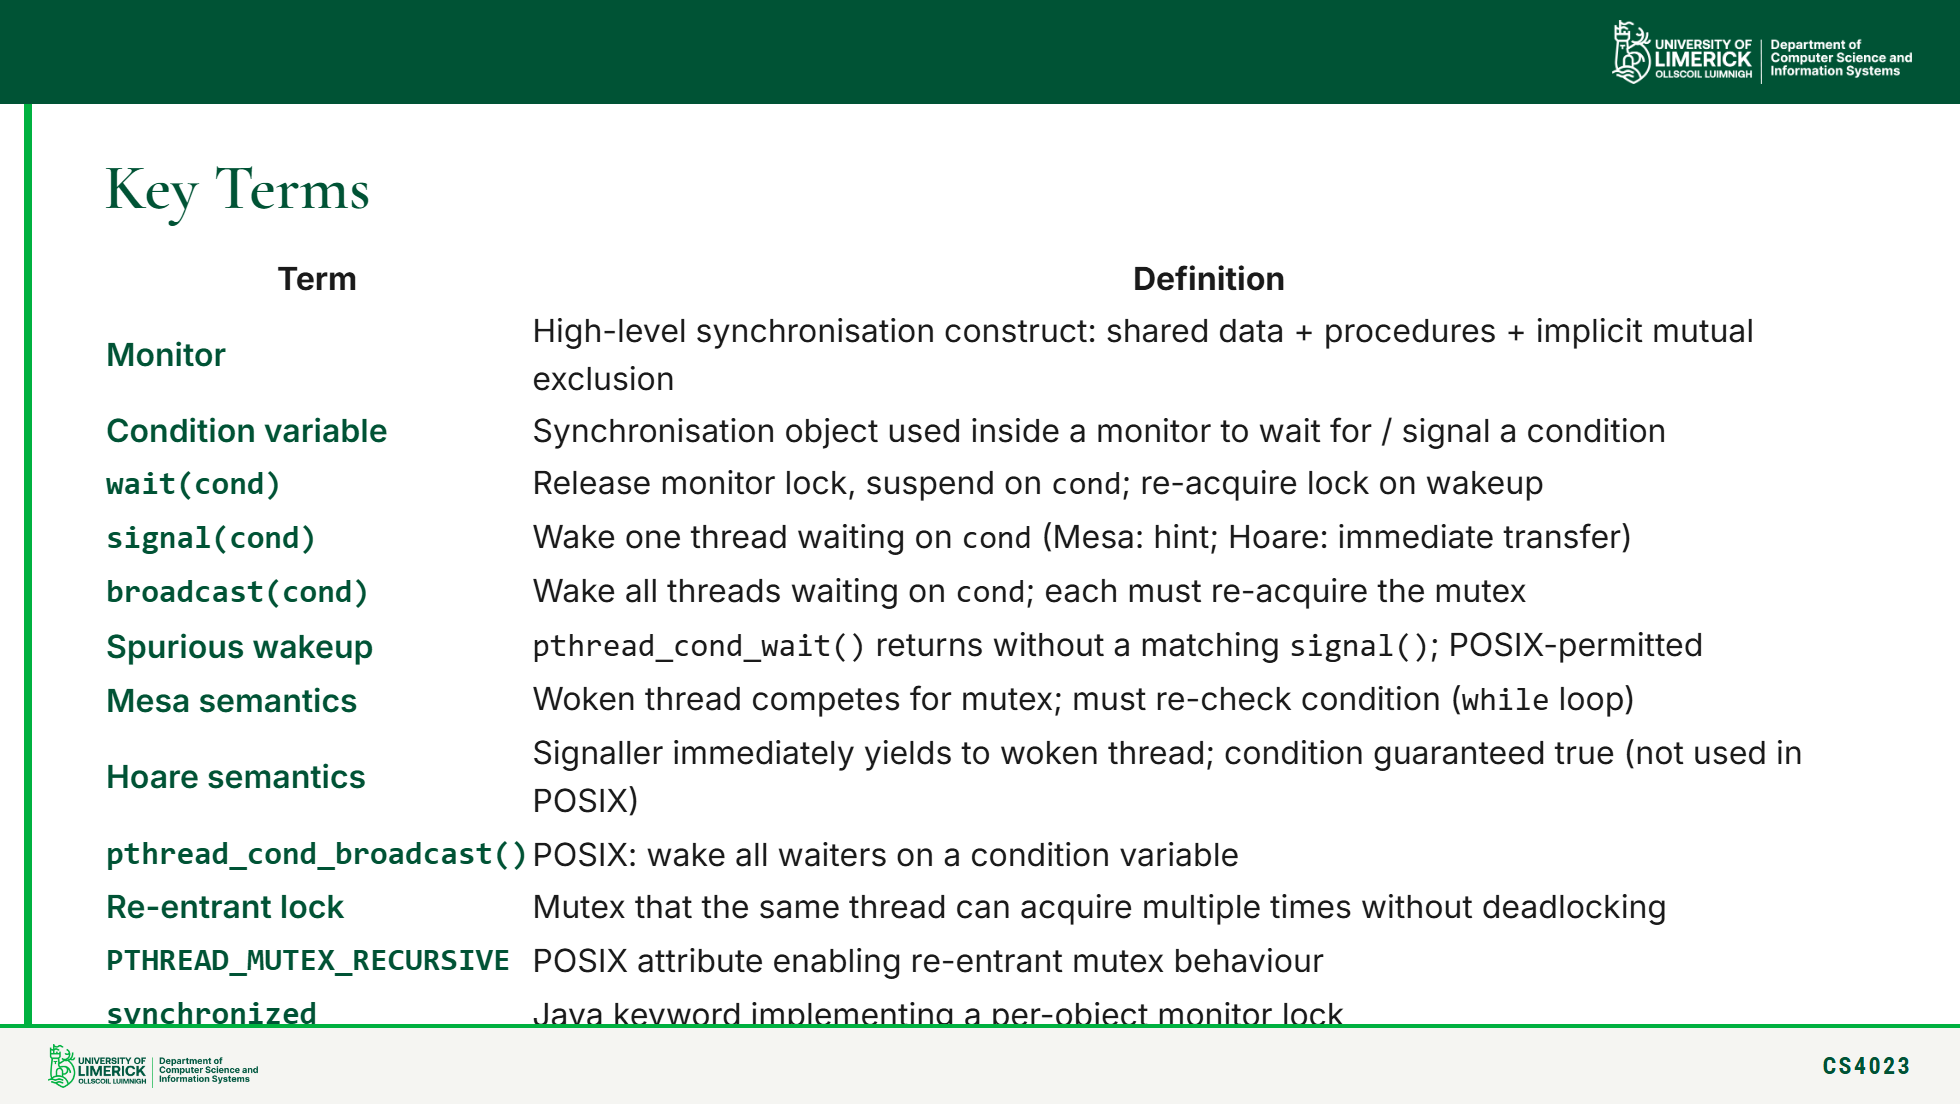 UNIVERSITY OF
LIMERICK
OLLSCOIL LUIMNIGH
Department of
Computer Science and
Information Systems
Key Terms
Term Definition
Monitor High-level synchronisation construct: shared data + procedures + implicit mutual
exclusion
Condition variable Synchronisation object used inside a monitor to wait for / signal a condition
wait(cond) Release monitor lock, suspend on cond; re-acquire lock on wakeup
signal(cond) Wake one thread waiting on cond (Mesa: hint; Hoare: immediate transfer)
broadcast(cond) Wake all threads waiting on cond; each must re-acquire the mutex
Spurious wakeup pthread_cond_wait() returns without a matching signal(); POSIX-permitted
Mesa semantics Woken thread competes for mutex; must re-check condition (while loop)
Hoare semantics Signaller immediately yields to woken thread; condition guaranteed true (not used in
POSIX)
pthread_cond_broadcast() POSIX: wake all waiters on a condition variable
Re-entrant lock Mutex that the same thread can acquire multiple times without deadlocking
PTHREAD_MUTEX_RECURSIVE POSIX attribute enabling re-entrant mutex behaviour
synchronized Java keyword implementing a per-object monitor lock
UNIVERSITY OF
LIMERICK
OLLSCOIL LUIMNIGH
Department of
Computer Science and
Information Systems
CS4023